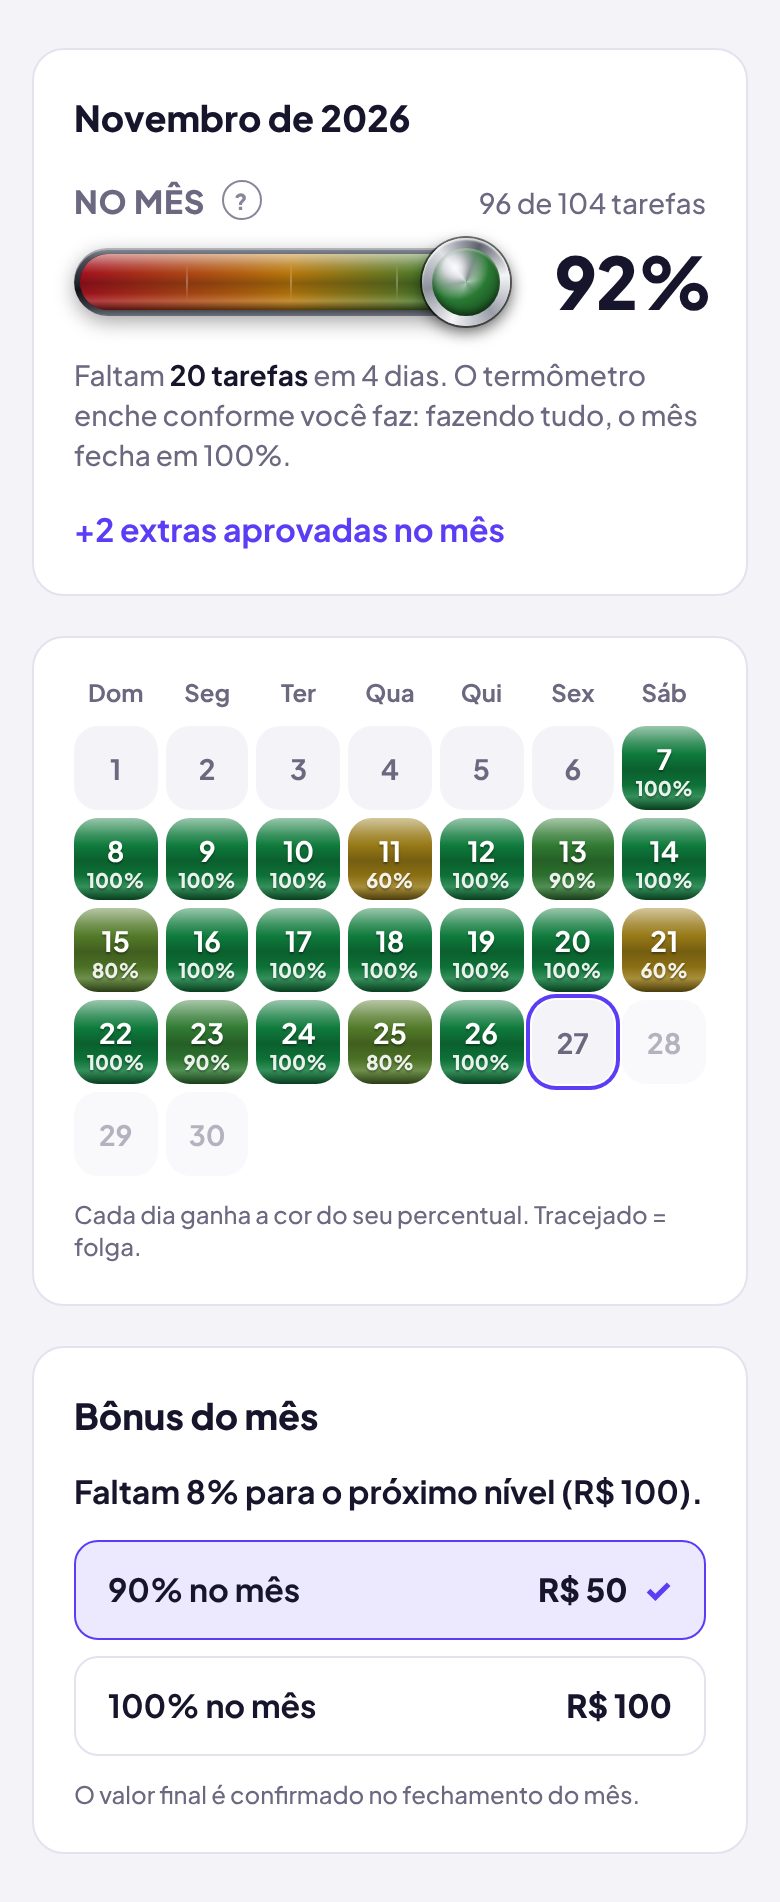 Novembro de 2026
NO MÊS ? 96 de 104 tarefas
92%
Faltam 20 tarefas em 4 dias. O termômetro
enche conforme você faz: fazendo tudo, o mês
fecha em 100%.
+2 extras aprovadas no mês
Dom Seg Ter Qua Qui Sex Sáb
1 2 3 4 5 6 7
100%
8 9 10 11 12 13 14
100% 100% 100% 60% 100% 90% 100%
15 16 17 18 19 20 21
80% 100% 100% 100% 100% 100% 60%
22 23 24 25 26 27 28
100% 90% 100% 80% 100%
29 30
Cada dia ganha a cor do seu percentual. Tracejado =
folga.
Bônus do mês
Faltam 8% para o próximo nível (R$ 100).
90% no mês R$ 50 ✓
100% no mês R$ 100
O valor final é confirmado no fechamento do mês.